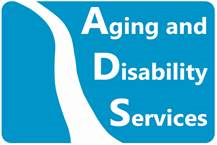 Aging and
Disability
Services